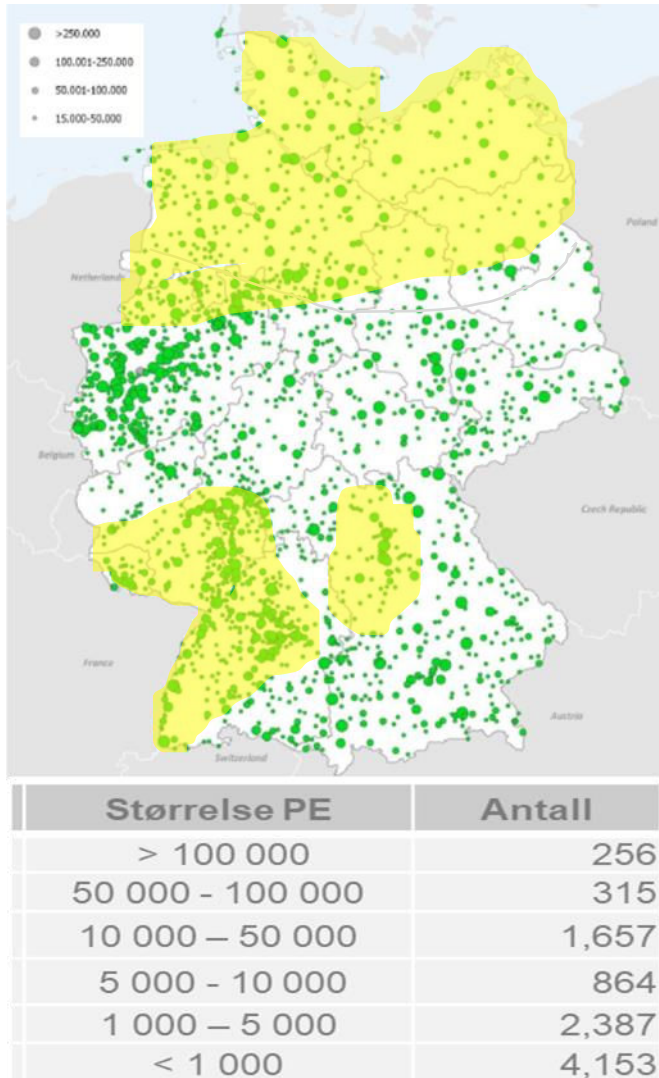 >250.000
100.001-250.000
50.001-100.000
15.000-50.000
Poland
Netherlands
Belgium
Czech Republic
France
Austria
Switzerland
Størrelse PE Antall
> 100 000 256
50 000 - 100 000 315
10 000 – 50 000 1,657
5 000 - 10 000 864
1 000 – 5 000 2,387
< 1 000 4,153